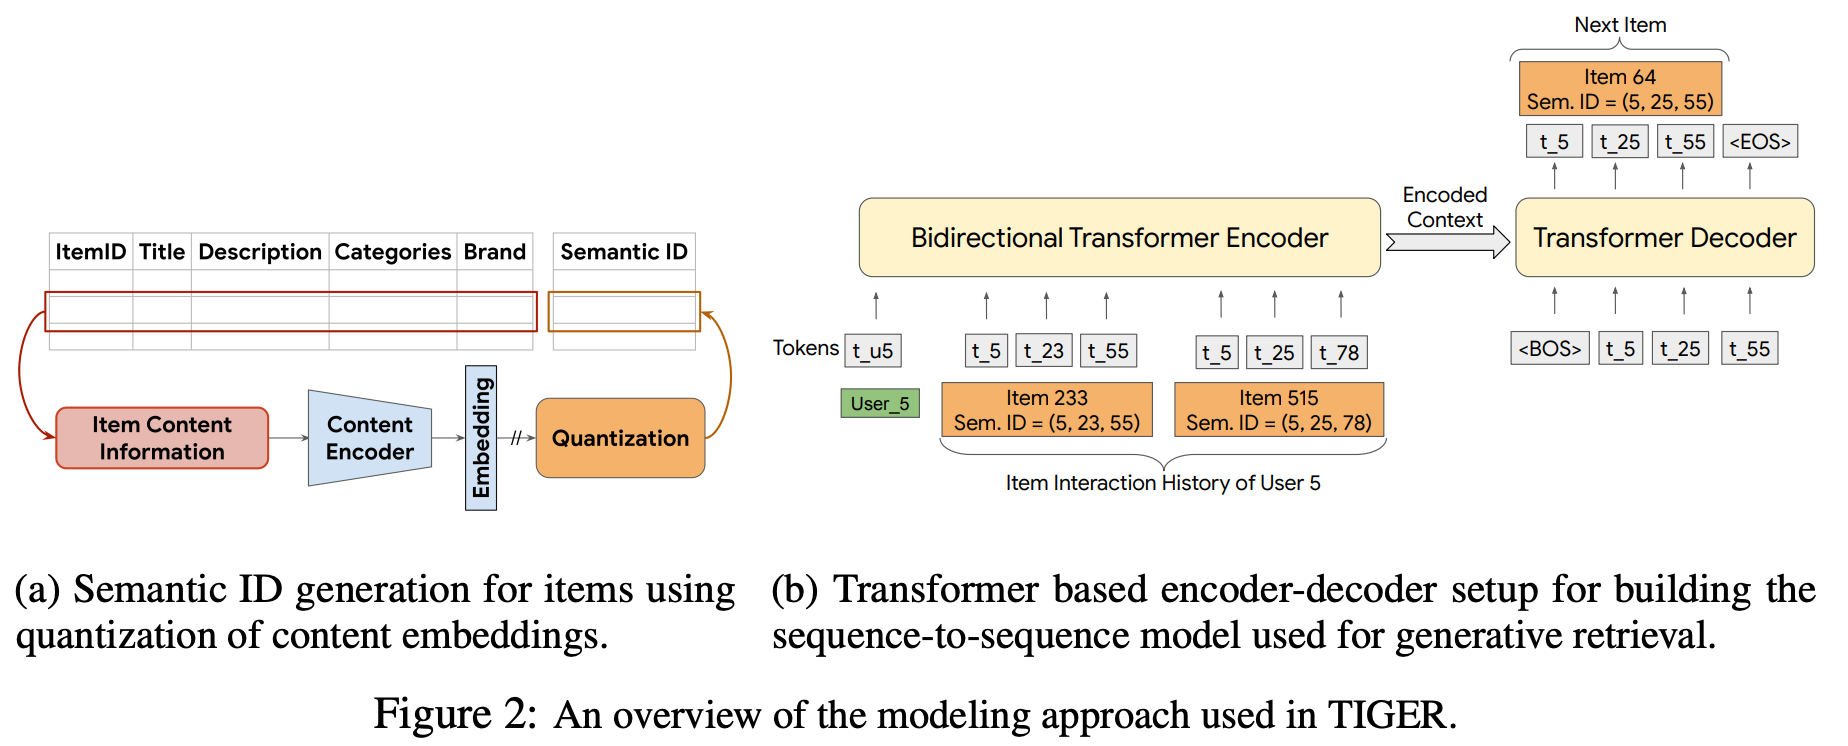 ItemID Title Description Categories Brand Semantic ID
Item Content
Information
Content
Encoder
Embedding
//
Quantization
(a) Semantic ID generation for items using
quantization of content embeddings.
Next Item
Item 64
Sem. ID = (5, 25, 55)
t_5 t_25 t_55 <EOS>
Bidirectional Transformer Encoder
Encoded
Context
Transformer Decoder
Tokens t_u5 t_5 t_23 t_55 t_5 t_25 t_78
<BOS> t_5 t_25 t_55
User_5
Item 233
Sem. ID = (5, 23, 55)
Item 515
Sem. ID = (5, 25, 78)
Item Interaction History of User 5
(b) Transformer based encoder-decoder setup for building the
sequence-to-sequence model used for generative retrieval.
Figure 2: An overview of the modeling approach used in TIGER.